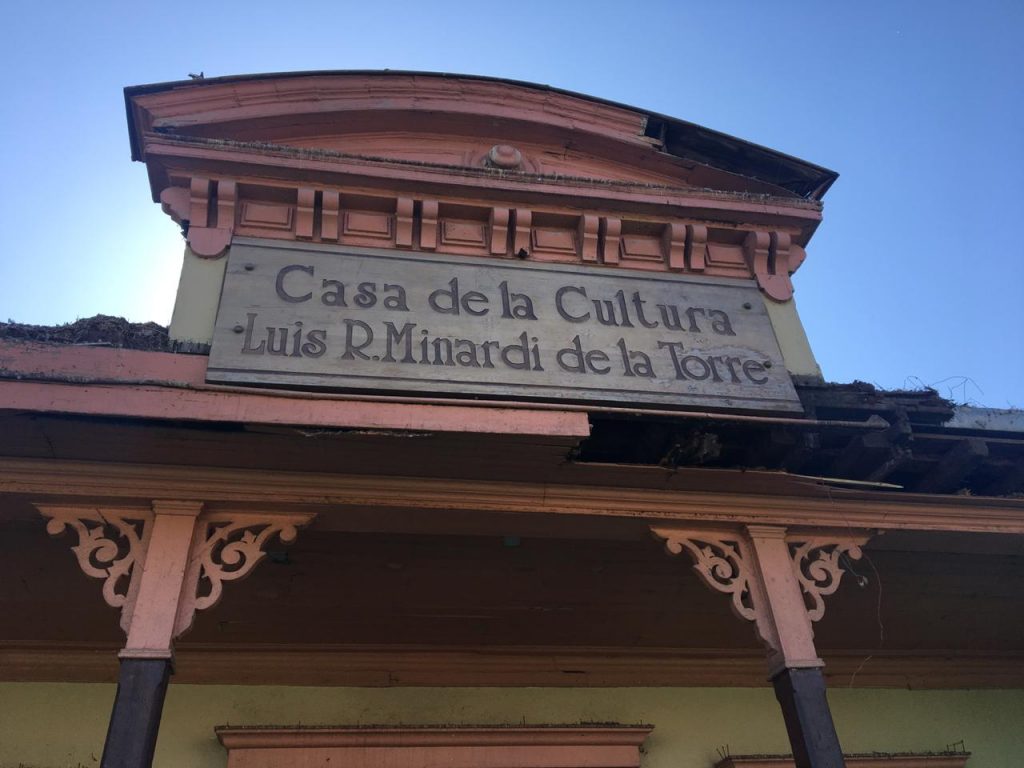 Casa de la Cultura
Luis R. Minardi de la Torre